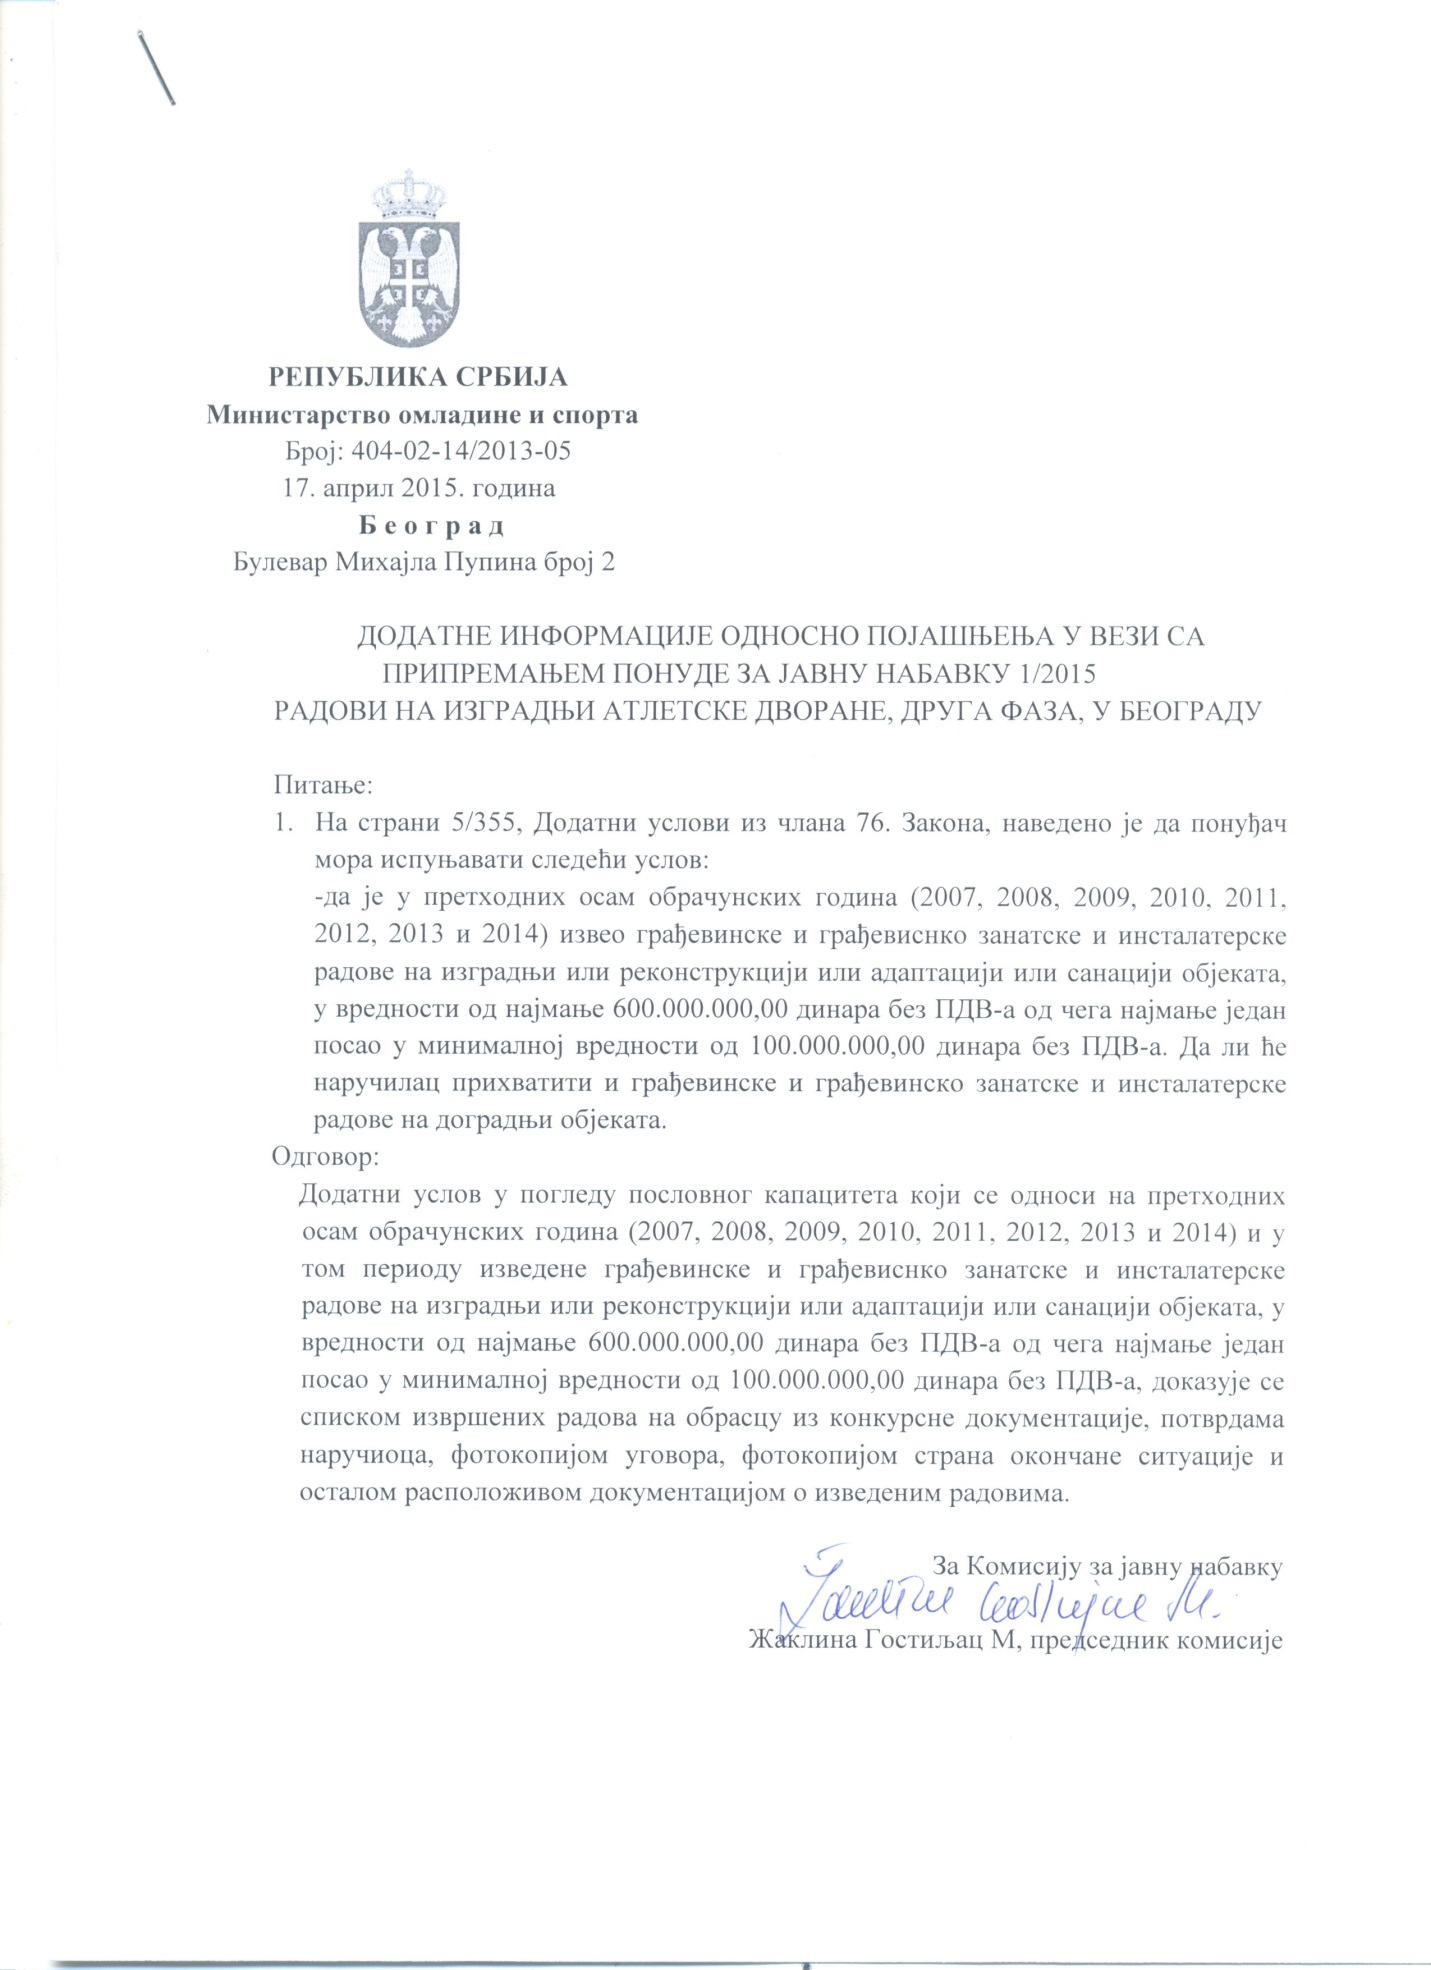 РЕПУБЛИКА СРБИЈА
Министарство омладине и спорта
Број: 404-02-14/2013-05
17. април 2015. година
Б е о г р а д
Булевар Михајла Пупина број 2
ДОДАТНЕ ИНФОРМАЦИЈЕ ОДНОСНО ПОЈАШЊЕЊА У ВЕЗИ СА
ПРИПРЕМАЊЕМ ПОНУДЕ ЗА ЈАВНУ НАБАВКУ 1/2015
РАДОВИ НА ИЗГРАДЊИ АТЛЕТСКЕ ДВОРАНЕ, ДРУГА ФАЗА, У БЕОГРАДУ
Питање:
1. На страни 5/355, Додатни услови из члана 76. Закона, наведено је да понуђач
мора испуњавати следећи услов:
-да је у претходних осам обрачунских година (2007, 2008, 2009, 2010, 2011,
2012, 2013 и 2014) извео грађевинске и грађевиснко занатске и инсталатерске
радове на изградњи или реконструкцији или адаптацији или санацији објеката,
у вредности од најмање 600.000.000,00 динара без ПДВ-а од чега најмање један
посао у минималној вредности од 100.000.000,00 динара без ПДВ-а. Да ли ће
наручилац прихватити и грађевинске и грађевинско занатске и инсталатерске
радове на доградњи објеката.
Одговор:
Додатни услов у погледу пословног капацитета који се односи на претходних
осам обрачунских година (2007, 2008, 2009, 2010, 2011, 2012, 2013 и 2014) и у
том периоду изведене грађевинске и грађевиснко занатске и инсталатерске
радове на изградњи или реконструкцији или адаптацији или санацији објеката, у
вредности од најмање 600.000.000,00 динара без ПДВ-а од чега најмање један
посао у минималној вредности од 100.000.000,00 динара без ПДВ-а, доказује се
списком извршених радова на обрасцу из конкурсне документације, потврдама
наручиоца, фотокопијом уговора, фотокопијом страна окончане ситуације и
осталом расположивом документацијом о изведеним радовима.
За Комисију за јавну набавку
Жаклина Гостиљац М, председник комисије